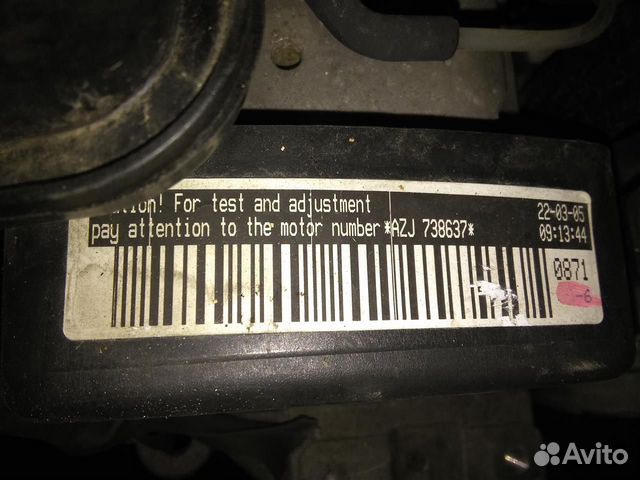 For test and adjustment
pay attention to the motor number *AZJ 738637*
22-03-05
09:13:44
0871
-6
Avito